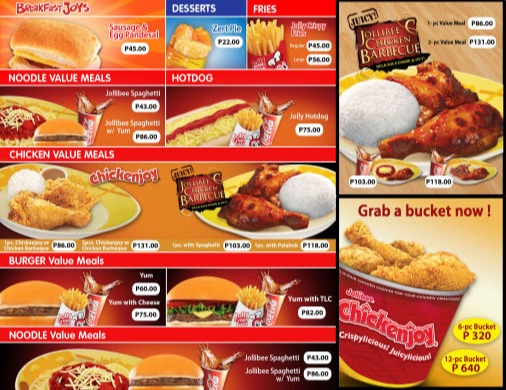 BREAKFAST JOYS
Sausage &
Egg Pandesal
P45.00
DESSERTS
Zert Pie
P22.00
FRIES
Jolly Crispy
Fries
Regular P45.00
Large P56.00
NOODLE VALUE MEALS
Jollibee Spaghetti
P43.00
Jollibee Spaghetti
w/ Yum
P86.00
HOTDOG
Jolly Hotdog
P75.00
CHICKEN VALUE MEALS
chickenjoy
JUICY!
JOLLIBEE
CHICKEN
BARBECUE
1pc. Chickenjoy or
Chicken Barbeque
P86.00
2pcs. Chickenjoy or
Chicken Barbeque
P131.00
1pc. with Spaghetti P103.00
1pc. with Palabok P118.00
BURGER Value Meals
Yum
P60.00
Yum with Cheese
P75.00
Yum with TLC
P82.00
NOODLE Value Meals
Jollibee Spaghetti P43.00
Jollibee Spaghetti
w/ Yum
P86.00
JUICY!
JOLLIBEE
CHICKEN
BARBECUE
1- pc Value Meal P86.00
2- pc Value Meal P131.00
P103.00
P118.00
Grab a bucket now !
Jollibee
Chickenjoy
Crispylicious! Juicylicious!
6-pc Bucket
P 320
12-pc Bucket
P 640